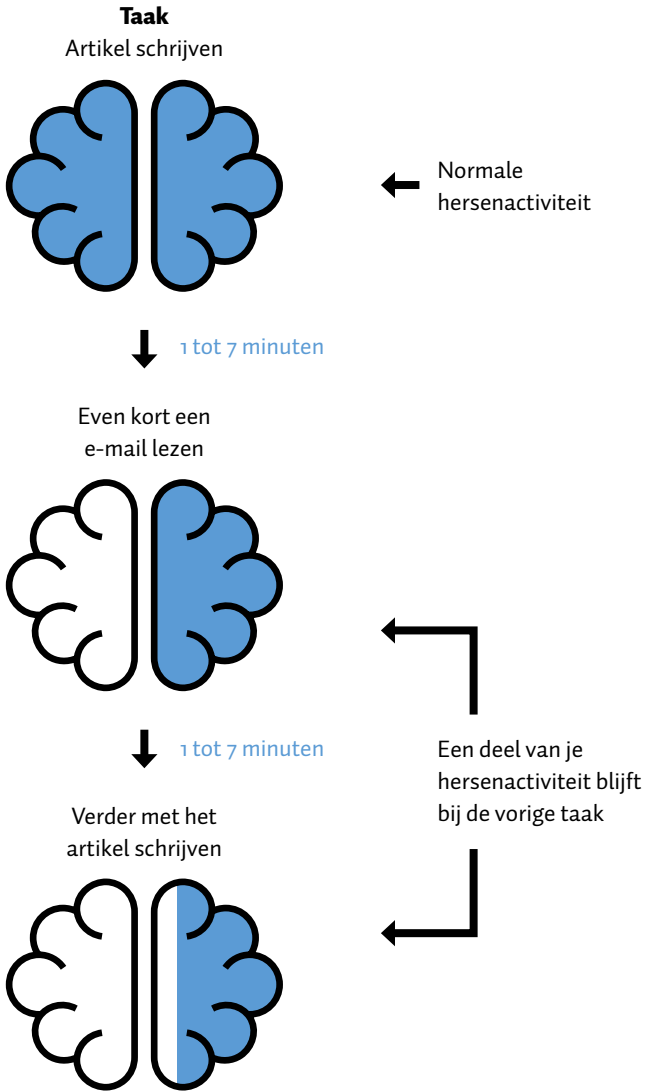 Taak
Artikel schrijven
Normale
hersenactiviteit
1 tot 7 minuten
Even kort een
e-mail lezen
1 tot 7 minuten
Een deel van je
hersenactiviteit blijft
bij de vorige taak
Verder met het
artikel schrijven